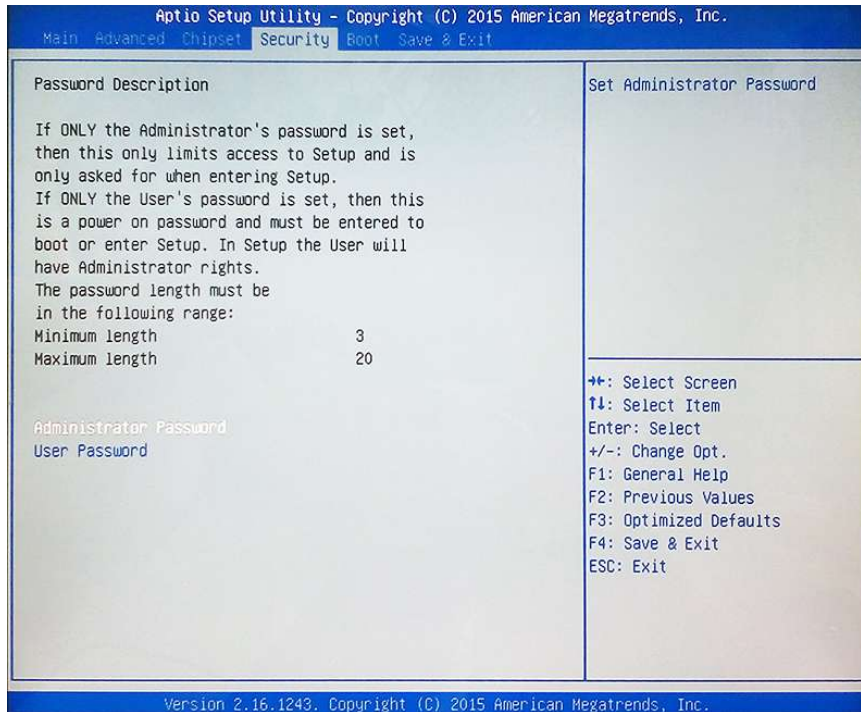 Aptio Setup Utility – Copyright (C) 2015 American Megatrends, Inc.
Main Advanced Chipset Security Boot Save & Exit
Password Description
If ONLY the Administrator's password is set,
then this only limits access to Setup and is
only asked for when entering Setup.
If ONLY the User's password is set, then this
is a power on password and must be entered to
boot or enter Setup. In Setup the User will
have Administrator rights.
The password length must be
in the following range:
Minimum length 3
Maximum length 20
Administrator Password
User Password
Set Administrator Password
→←: Select Screen
↑↓: Select Item
Enter: Select
+/-: Change Opt.
F1: General Help
F2: Previous Values
F3: Optimized Defaults
F4: Save & Exit
ESC: Exit
Version 2.16.1243. Copyright (C) 2015 American Megatrends, Inc.